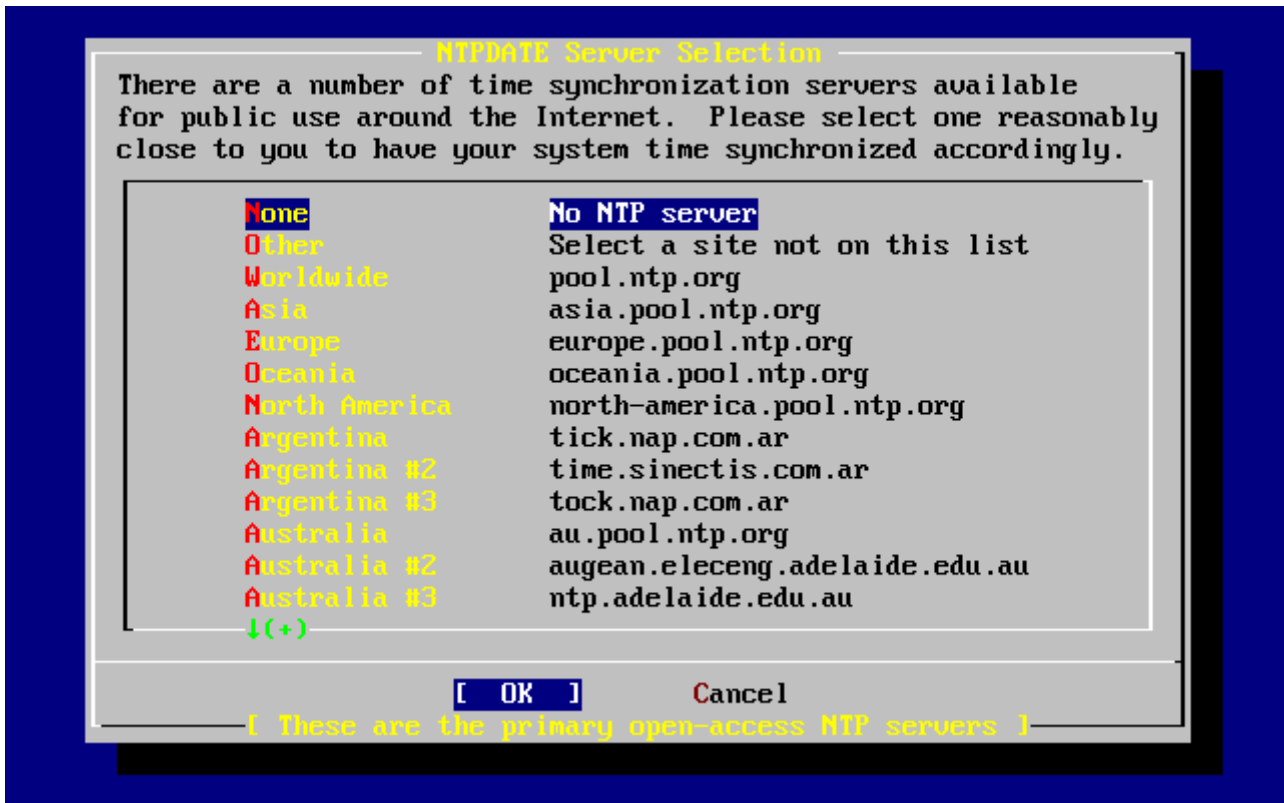 NTPDATE Server Selection
There are a number of time synchronization servers available
for public use around the Internet.  Please select one reasonably
close to you to have your system time synchronized accordingly.
None No NTP server
Other Select a site not on this list
Worldwide pool.ntp.org
Asia asia.pool.ntp.org
Europe europe.pool.ntp.org
Oceania oceania.pool.ntp.org
North America north-america.pool.ntp.org
Argentina tick.nap.com.ar
Argentina #2 time.sinectis.com.ar
Argentina #3 tock.nap.com.ar
Australia au.pool.ntp.org
Australia #2 augean.eleceng.adelaide.edu.au
Australia #3 ntp.adelaide.edu.au
↓(+)
[  OK  ] Cancel
[ These are the primary open-access NTP servers ]